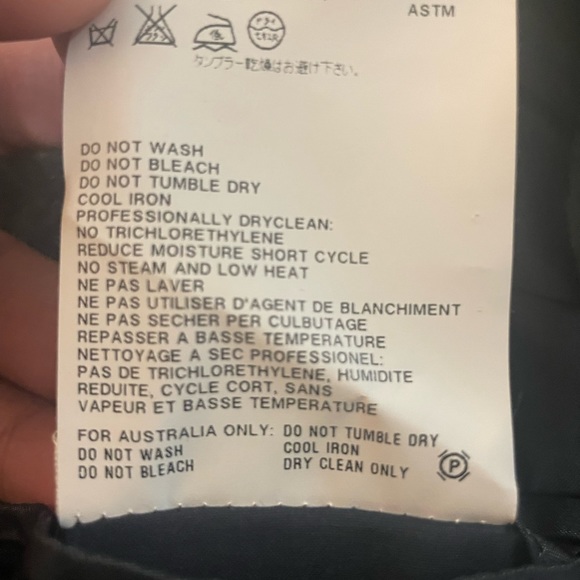 ASTM
タンブラー乾燥はお避け下さい。
DO NOT WASH
DO NOT BLEACH
DO NOT TUMBLE DRY
COOL IRON
PROFESSIONALLY DRYCLEAN:
NO TRICHLORETHYLENE
REDUCE MOISTURE SHORT CYCLE
NO STEAM AND LOW HEAT
NE PAS LAVER
NE PAS UTILISER D'AGENT DE BLANCHIMENT
NE PAS SECHER PER CULBUTAGE
REPASSER A BASSE TEMPERATURE
NETTOYAGE A SEC PROFESSIONEL:
PAS DE TRICHLORETHYLENE, HUMIDITE
REDUITE, CYCLE CORT, SANS
VAPEUR ET BASSE TEMPERATURE
FOR AUSTRALIA ONLY: DO NOT TUMBLE DRY
DO NOT WASH COOL IRON
DO NOT BLEACH DRY CLEAN ONLY P